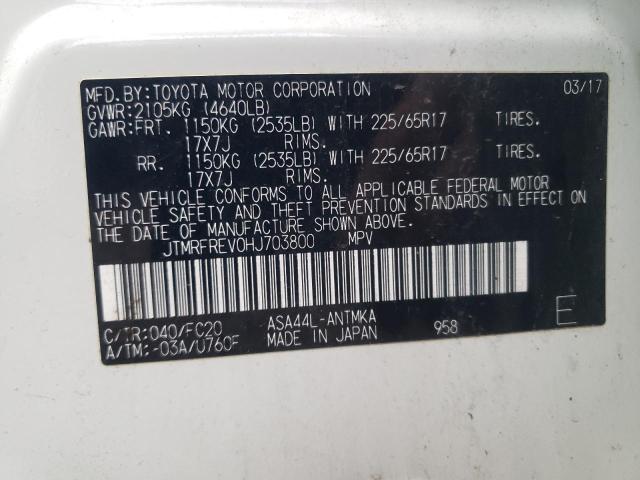 MFD.BY:TOYOTA MOTOR CORPORATION 03/17
GVWR:2105KG (4640LB)
GAWR:FRT. 1150KG (2535LB) WITH 225/65R17 TIRES.
17X7J RIMS.
RR. 1150KG (2535LB) WITH 225/65R17 TIRES.
17X7J RIMS.
THIS VEHICLE CONFORMS TO ALL APPLICABLE FEDERAL MOTOR
VEHICLE SAFETY AND THEFT PREVENTION STANDARDS IN EFFECT ON
THE DATE OF MANUFACTURE SHOWN ABOVE.
JTMRFREV0HJ703800 MPV
C/TR:040/FC20 ASA44L-ANTMKA 958 E
A/TM:-03A/U760F MADE IN JAPAN